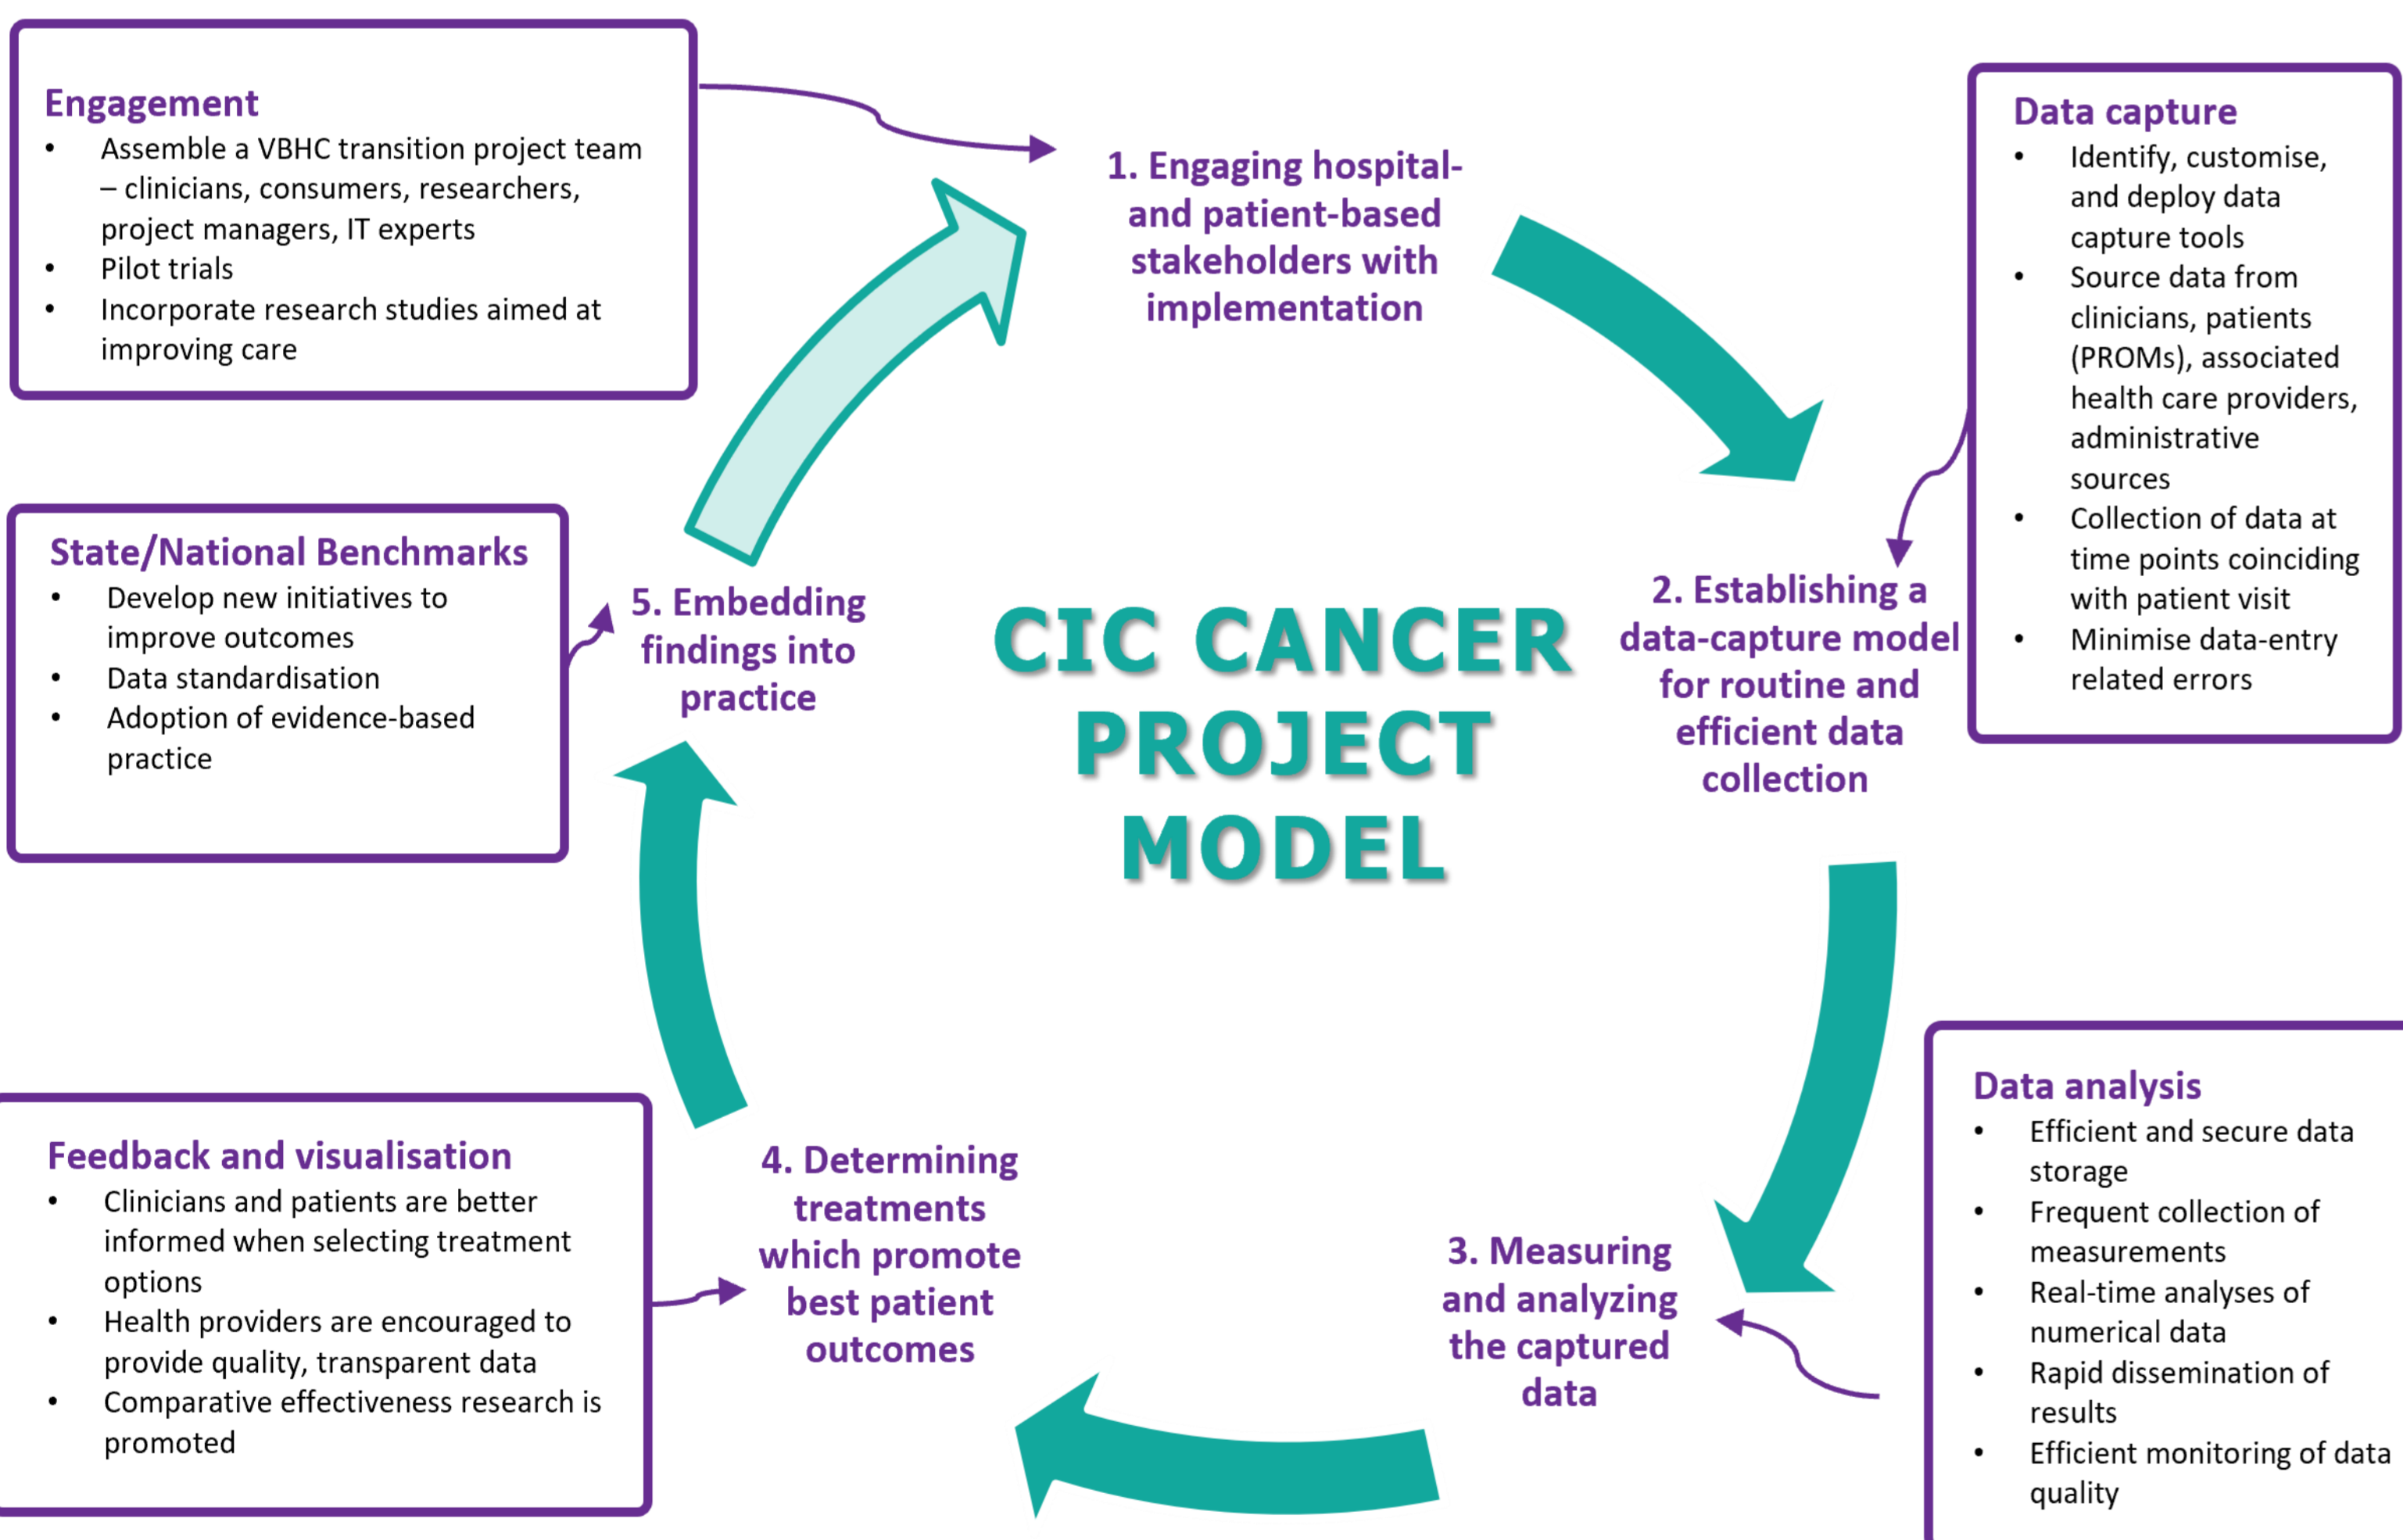 Engagement
• Assemble a VBHC transition project team
– clinicians, consumers, researchers,
project managers, IT experts
• Pilot trials
• Incorporate research studies aimed at
improving care
1. Engaging hospital-
and patient-based
stakeholders with
implementation
Data capture
• Identify, customise,
and deploy data
capture tools
• Source data from
clinicians, patients
(PROMs), associated
health care providers,
administrative
sources
• Collection of data at
time points coinciding
with patient visit
• Minimise data-entry
related errors
State/National Benchmarks
• Develop new initiatives to
improve outcomes
• Data standardisation
• Adoption of evidence-based
practice
5. Embedding
findings into
practice
CIC CANCER
PROJECT
MODEL
2. Establishing a
data-capture model
for routine and
efficient data
collection
Feedback and visualisation
• Clinicians and patients are better
informed when selecting treatment
options
• Health providers are encouraged to
provide quality, transparent data
• Comparative effectiveness research is
promoted
4. Determining
treatments
which promote
best patient
outcomes
3. Measuring
and analyzing
the captured
data
Data analysis
• Efficient and secure data
storage
• Frequent collection of
measurements
• Real-time analyses of
numerical data
• Rapid dissemination of
results
• Efficient monitoring of data
quality